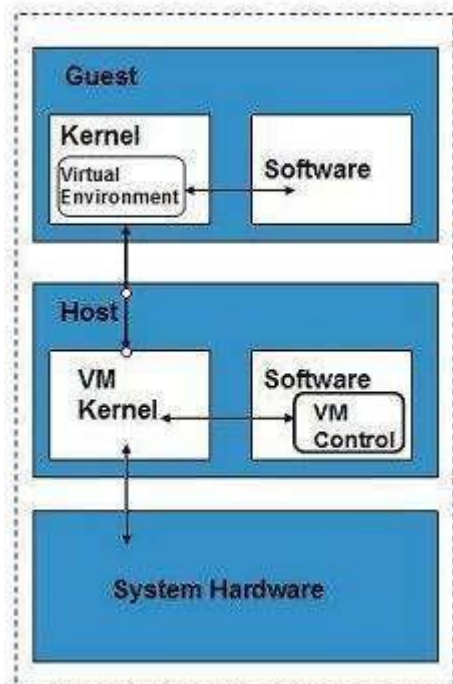 Guest
Kernel
Virtual
Environment
Software
Host
VM
Kernel
Software
VM
Control
System Hardware